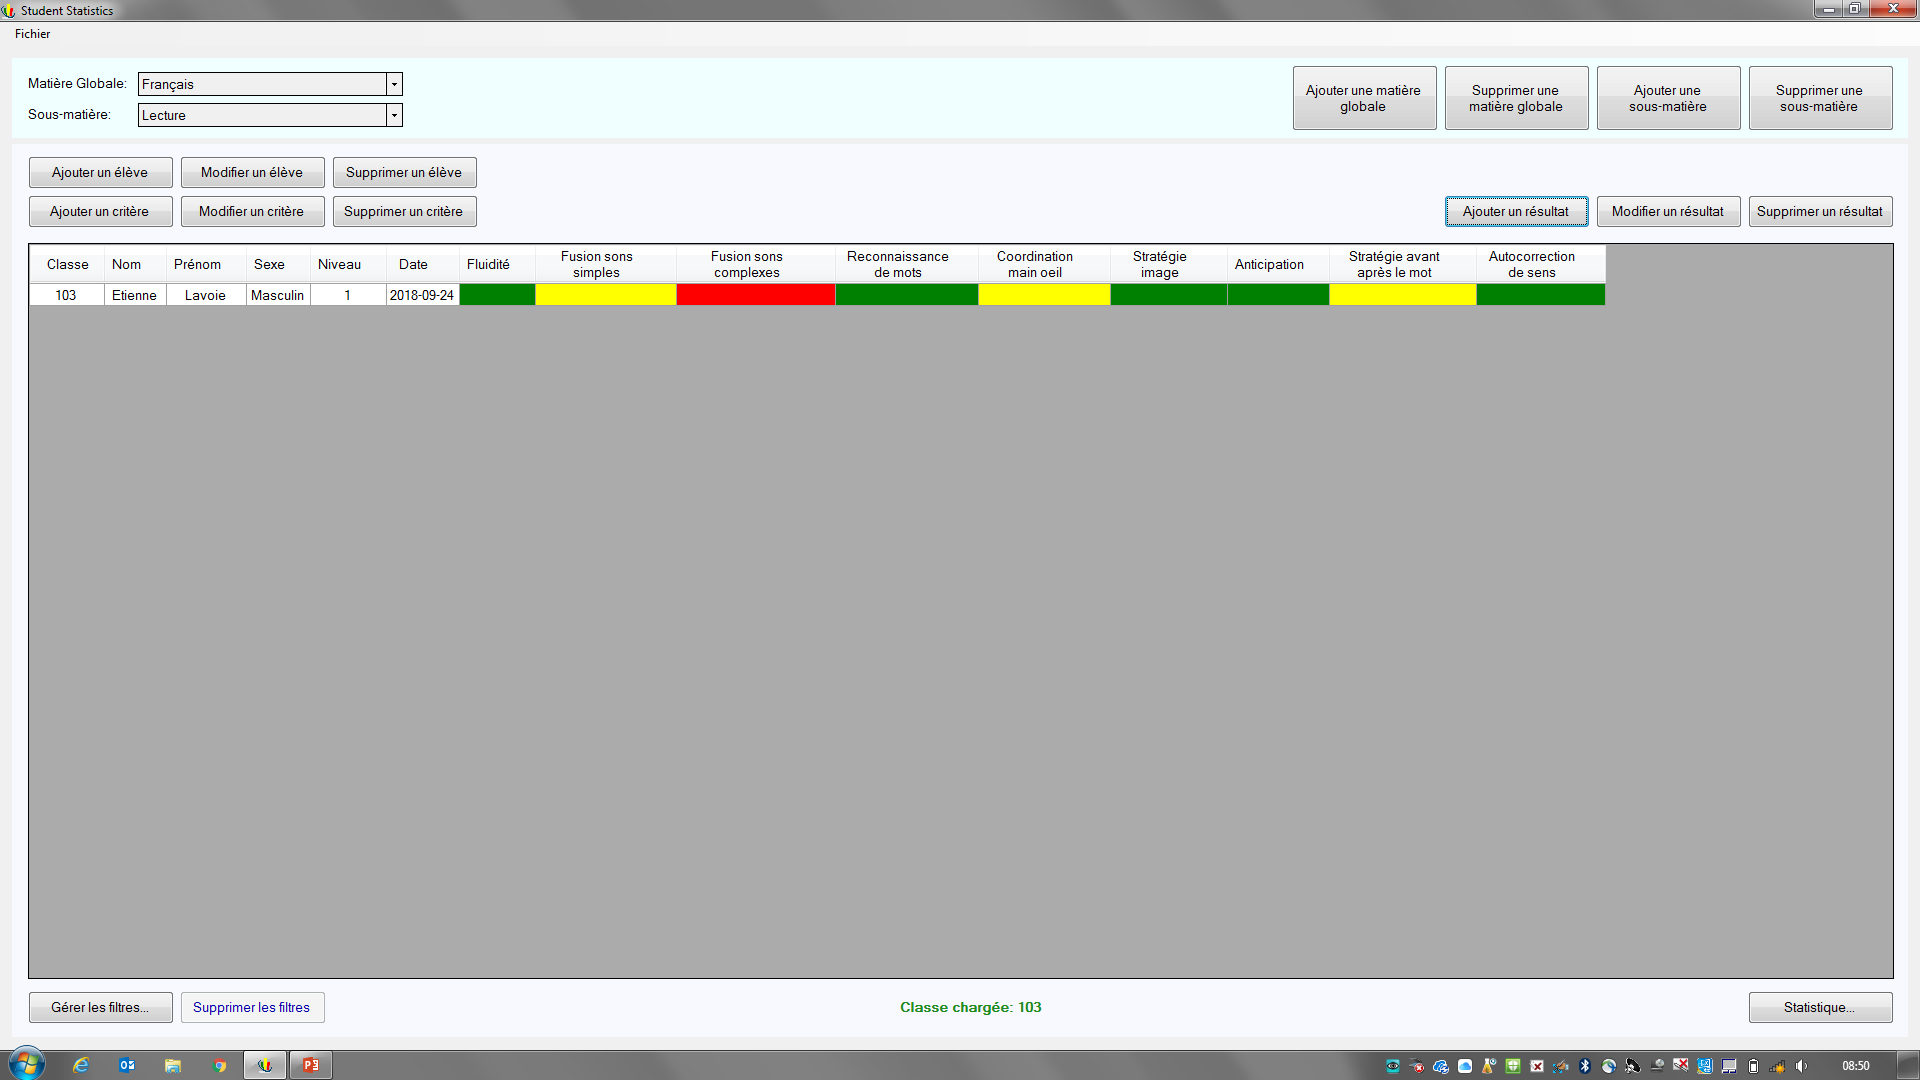 Student Statistics
Fichier
Matière Globale: Français
Sous-matière: Lecture
Ajouter une matière
globale
Supprimer une
matière globale
Ajouter une
sous-matière
Supprimer une
sous-matière
Ajouter un élève Modifier un élève Supprimer un élève
Ajouter un critère Modifier un critère Supprimer un critère
Ajouter un résultat Modifier un résultat Supprimer un résultat
Classe Nom Prénom Sexe Niveau Date Fluidité
Fusion sons
simples
Fusion sons
complexes
Reconnaissance
de mots
Coordination
main oeil
Stratégie
image
Anticipation
Stratégie avant
après le mot
Autocorrection
de sens
103 Etienne Lavoie Masculin 1 2018-09-24
Gérer les filtres... Supprimer les filtres Classe chargée: 103 Statistique...
08:50